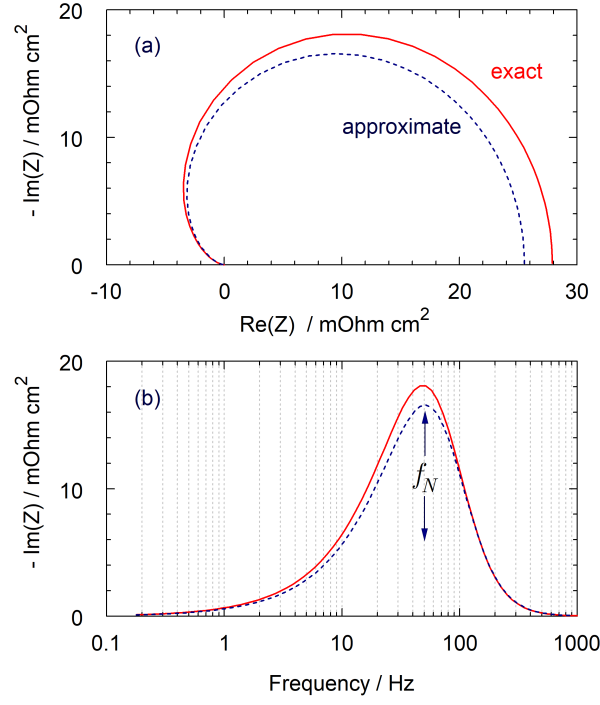 (a)
exact
approximate
20
10
0
- Im(Z) / mOhm cm²
-10 0 10 20 30
Re(Z) / mOhm cm²
(b)
f_N
20
10
0
- Im(Z) / mOhm cm²
0.1 1 10 100 1000
Frequency / Hz